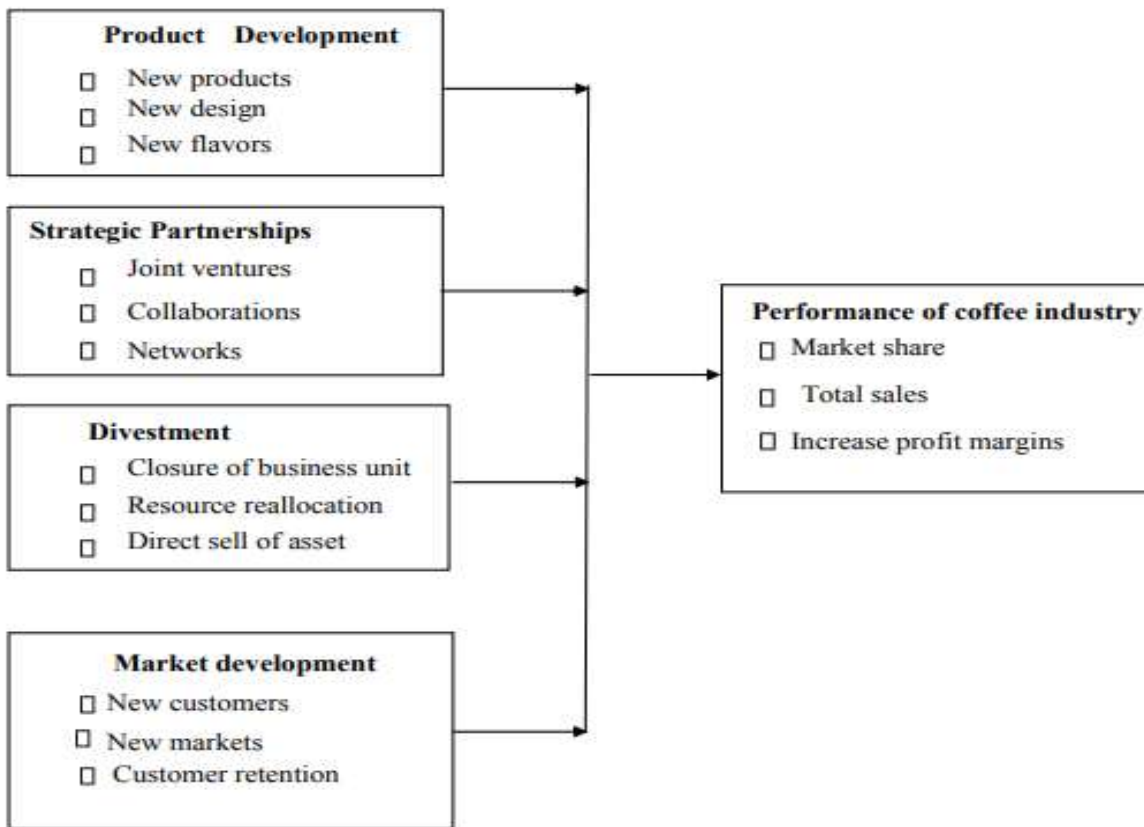 Product Development
New products
New design
New flavors
Strategic Partnerships
Joint ventures
Collaborations
Networks
Divestment
Closure of business unit
Resource reallocation
Direct sell of asset
Market development
New customers
New markets
Customer retention
Performance of coffee industry
Market share
Total sales
Increase profit margins